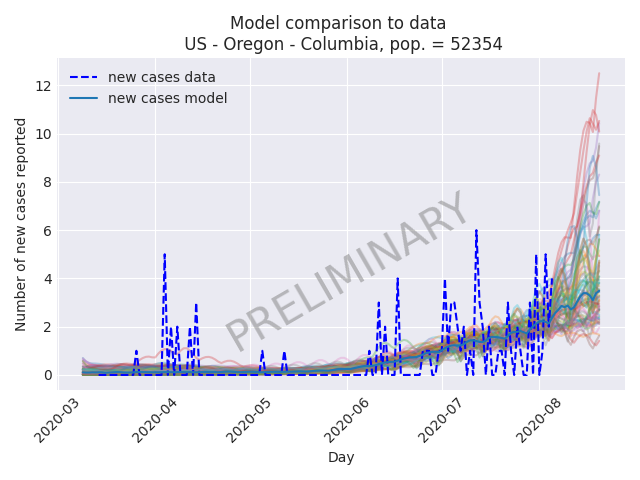 Model comparison to data
US - Oregon - Columbia, pop. = 52354
new cases data
new cases model
Number of new cases reported
12
10
8
6
4
2
0
PRELIMINARY
2020-03
2020-04
2020-05
2020-06
2020-07
2020-08
Day